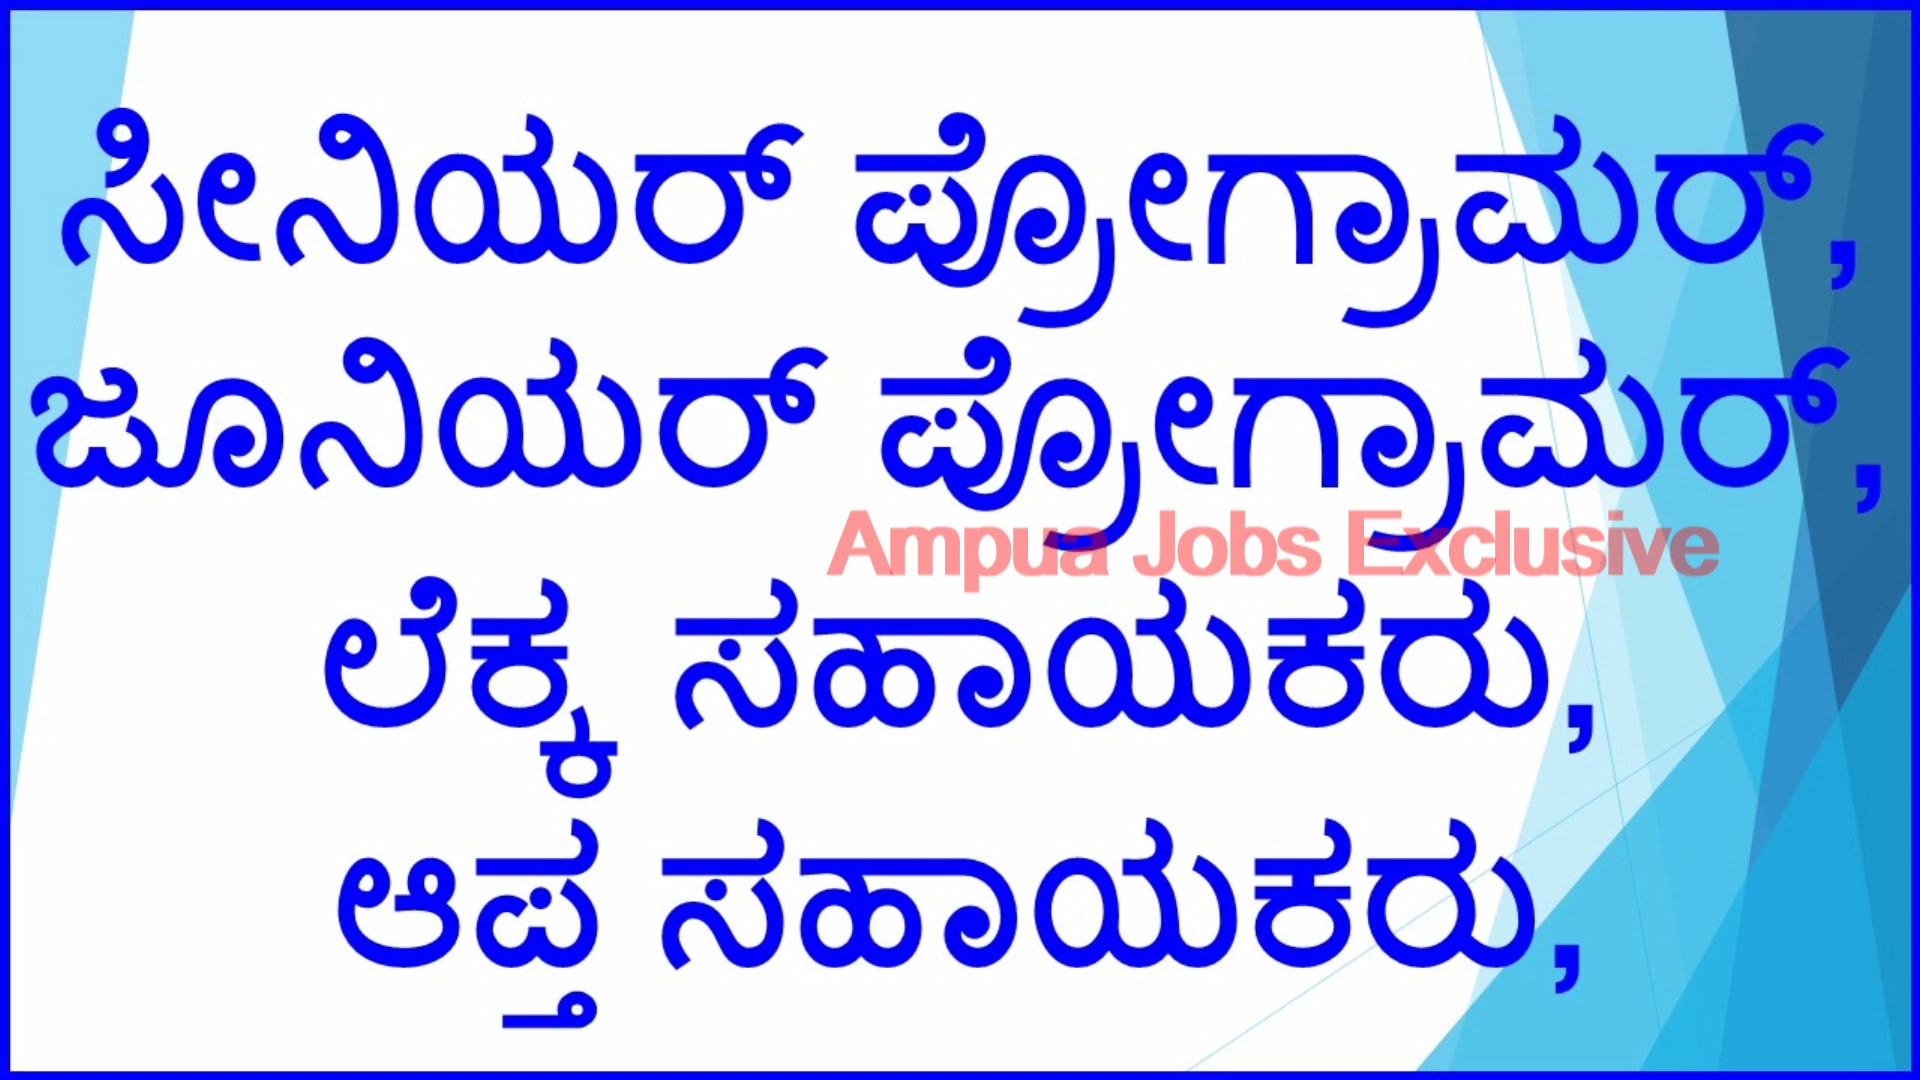 ಸೀನಿಯರ್ ಪ್ರೋಗ್ರಾಮರ್,
ಜೂನಿಯರ್ ಪ್ರೋಗ್ರಾಮರ್,
Ampua Jobs Exclusive
ಲೆಕ್ಕ ಸಹಾಯಕರು,
ಆಪ್ತ ಸಹಾಯಕರು,